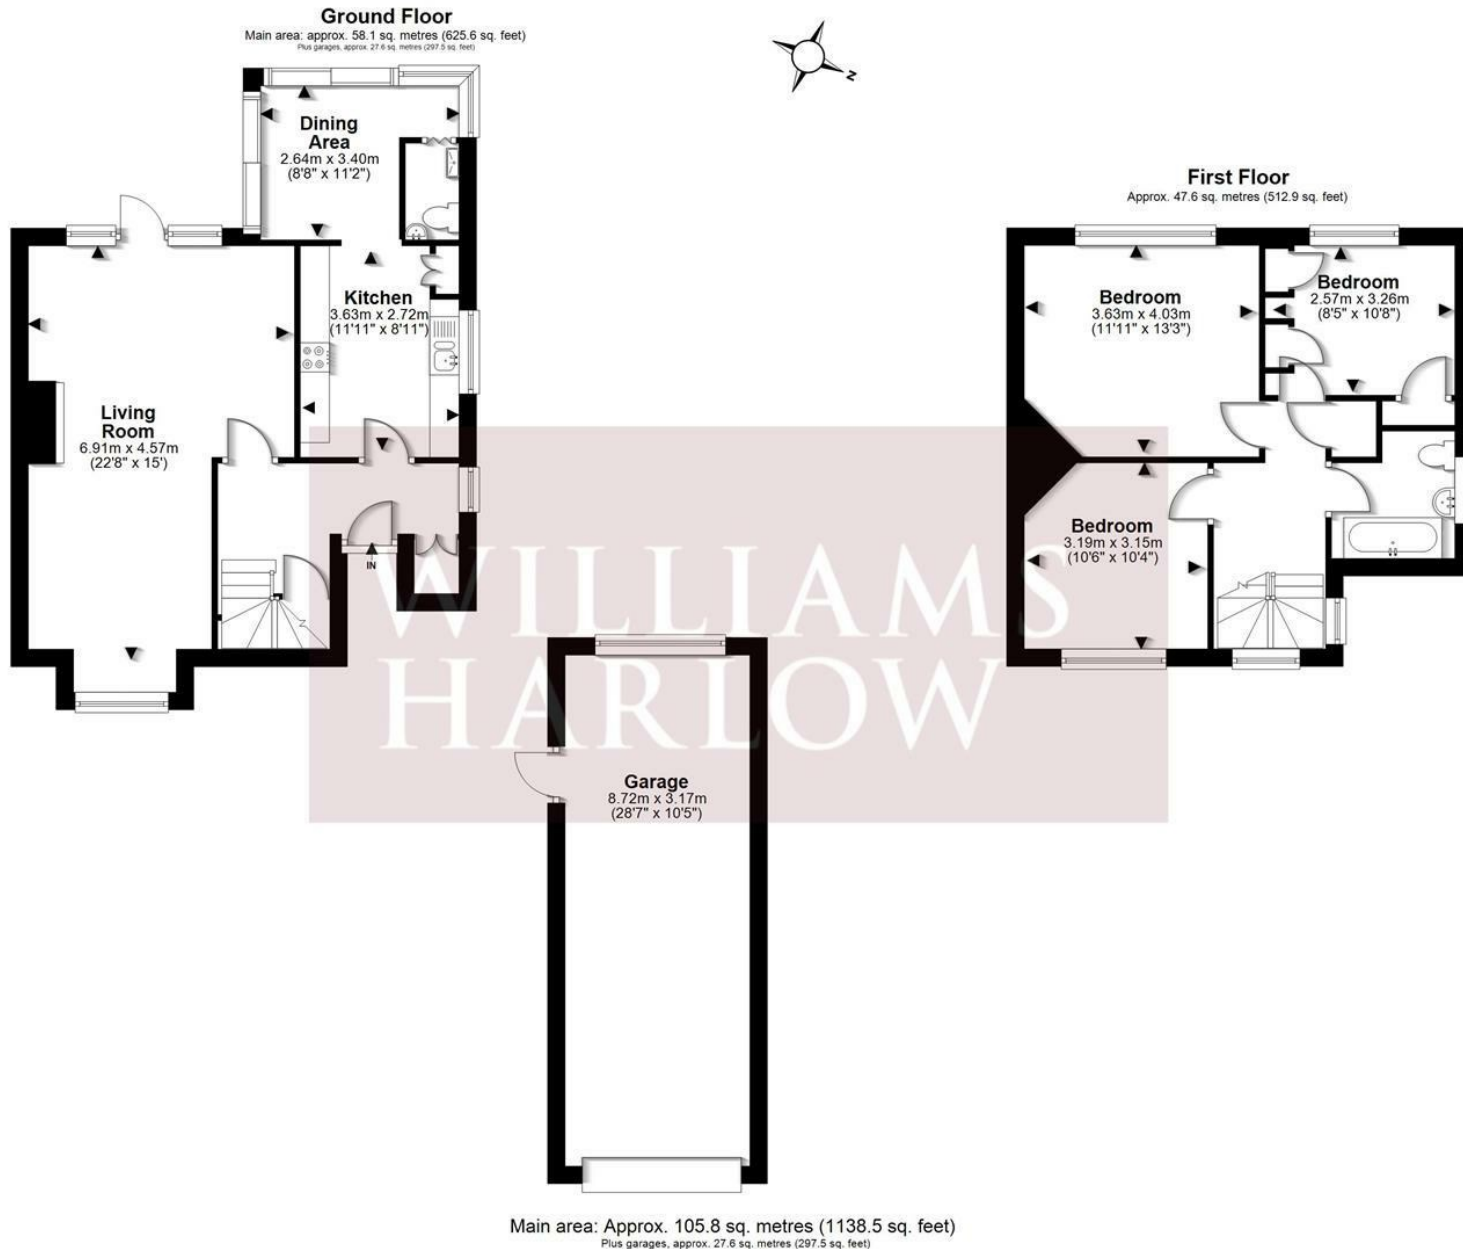 Ground Floor
Main area: approx. 58.1 sq. metres (625.6 sq. feet)
Plus garages, approx. 27.6 sq. metres (297.5 sq. feet)
N
Dining
Area
2.64m x 3.40m
(8'8" x 11'2")
First Floor
Approx. 47.6 sq. metres (512.9 sq. feet)
Kitchen
3.63m x 2.72m
(11'11" x 8'11")
Bedroom
3.63m x 4.03m
(11'11" x 13'3")
Bedroom
2.57m x 3.26m
(8'5" x 10'8")
Living
Room
6.91m x 4.57m
(22'8" x 15')
Bedroom
3.19m x 3.15m
(10'6" x 10'4")
IN
WILLIAMS
HARLOW
Garage
8.72m x 3.17m
(28'7" x 10'5")
Main area: Approx. 105.8 sq. metres (1138.5 sq. feet)
Plus garages, approx. 27.6 sq. metres (297.5 sq. feet)